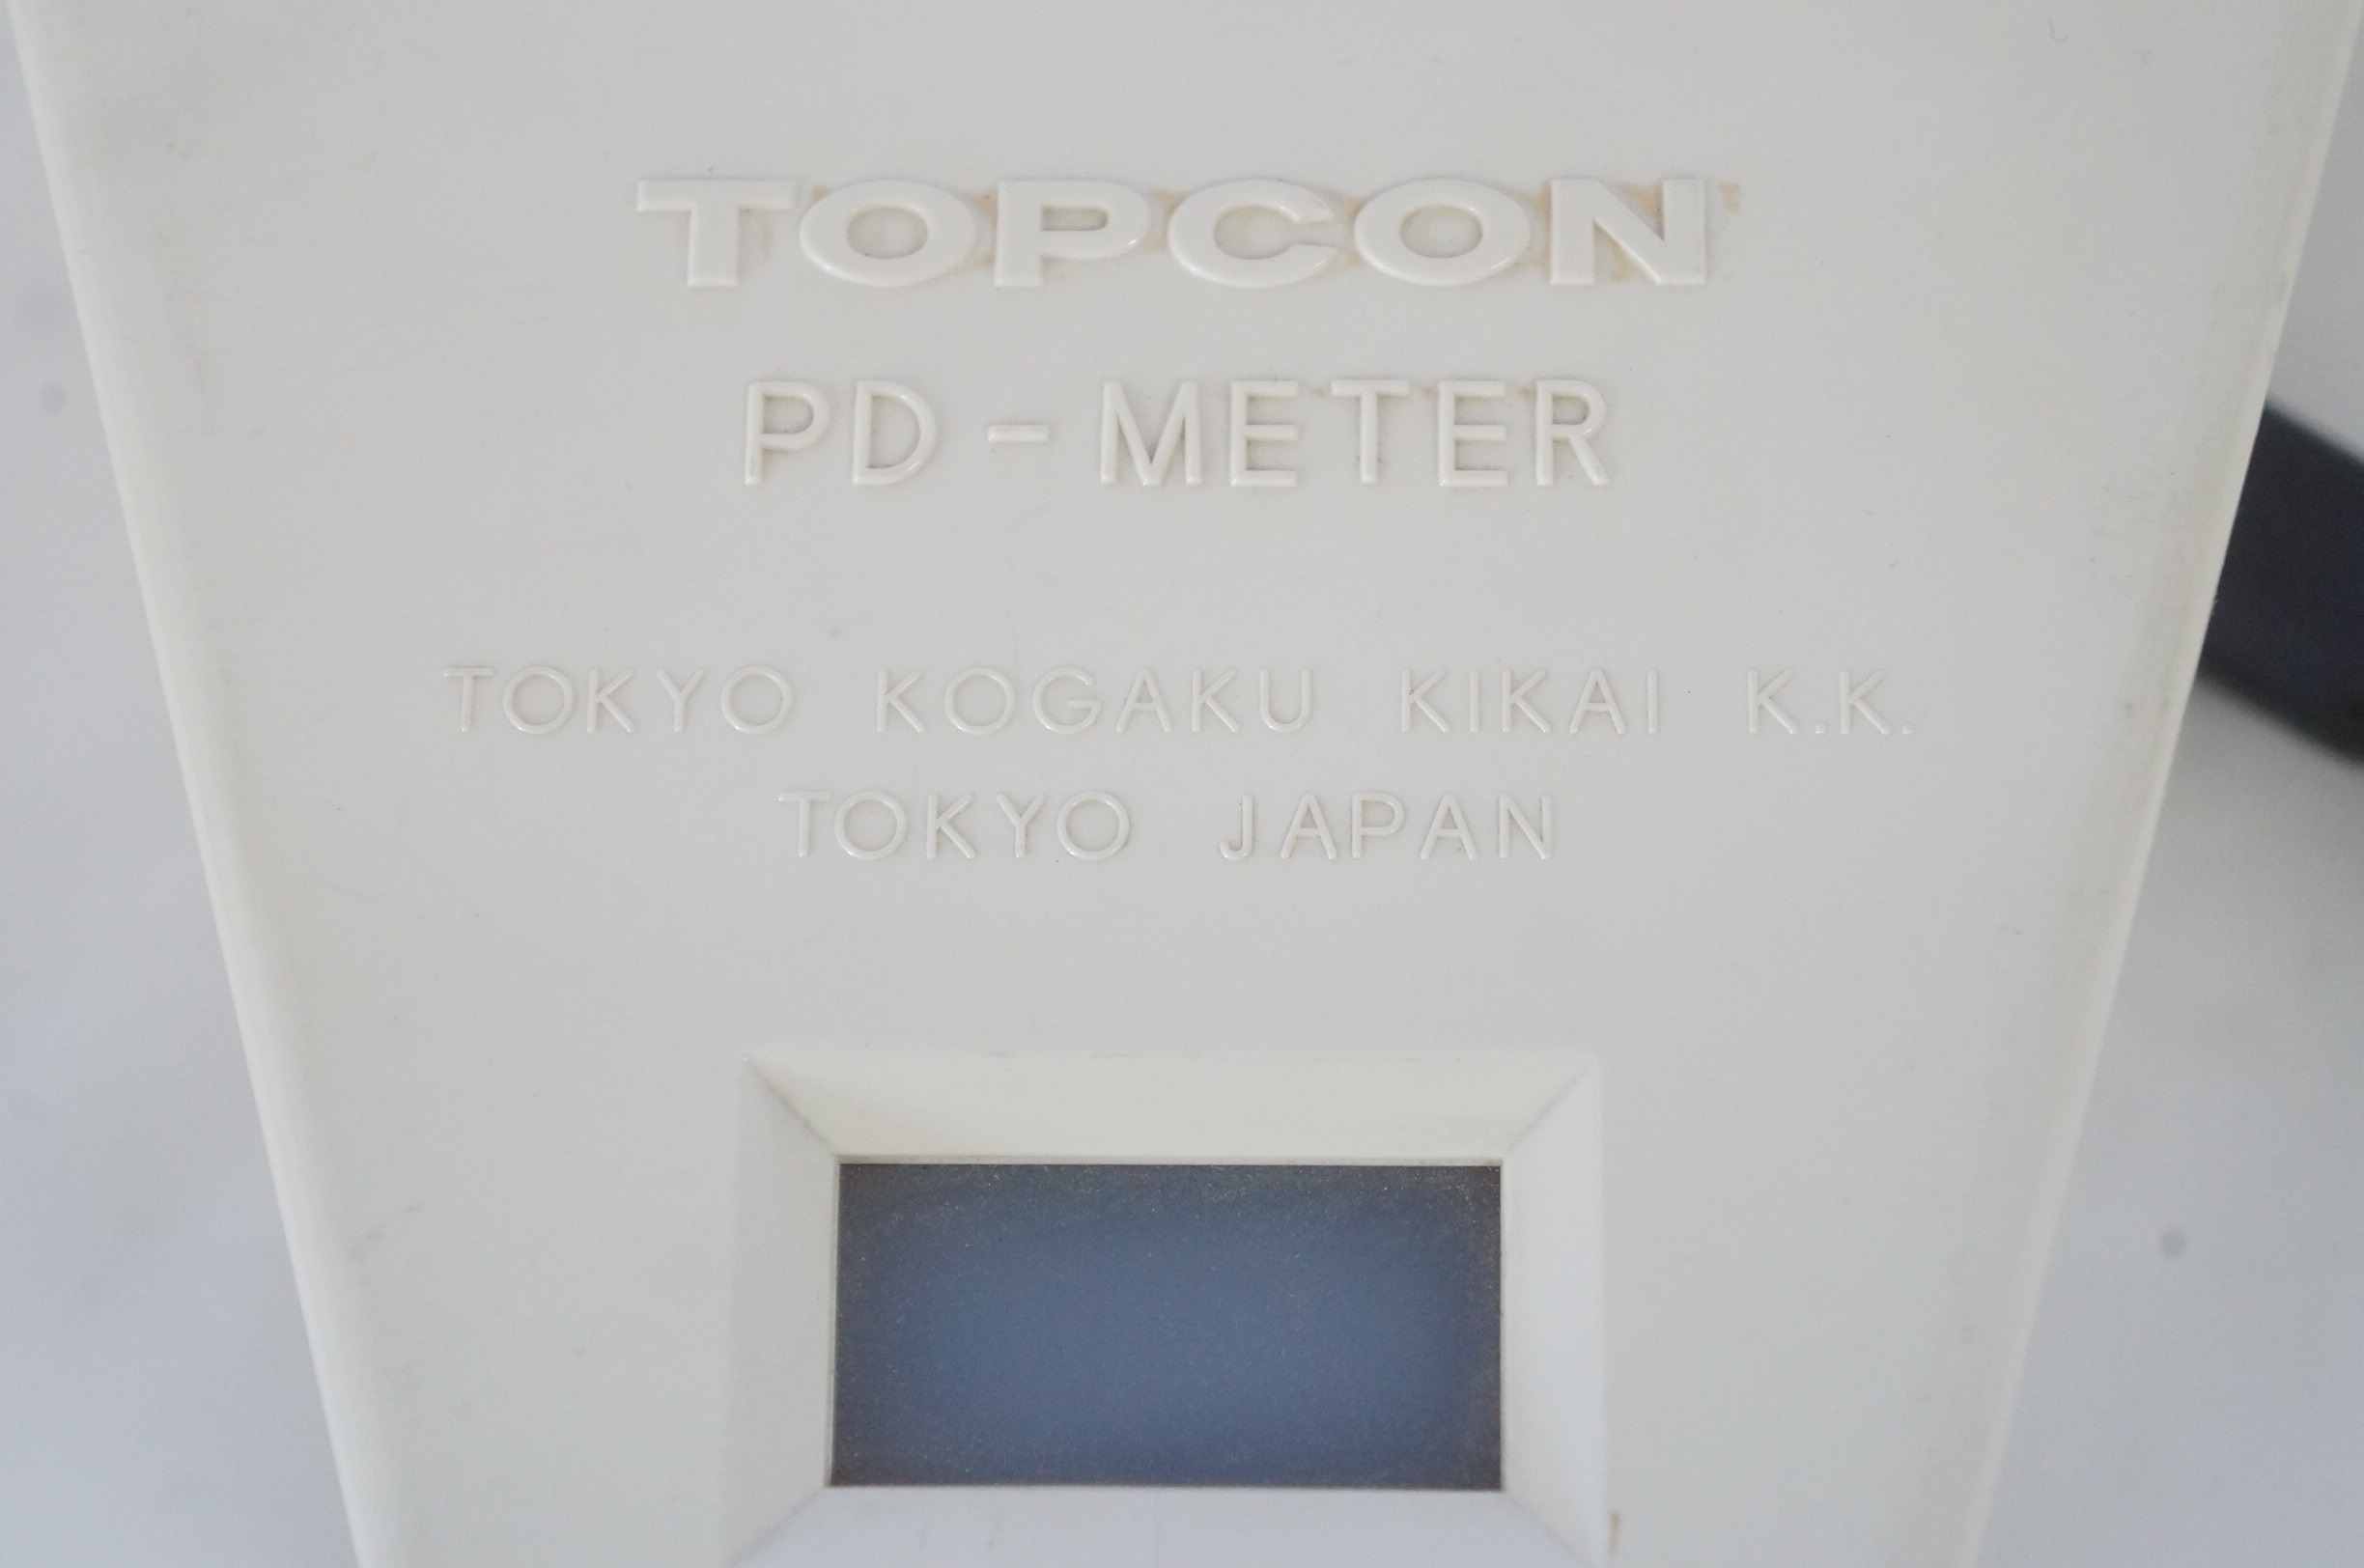 TOPCON
PD-METER
TOKYO KOGAKU KIKAI K.K.
TOKYO JAPAN